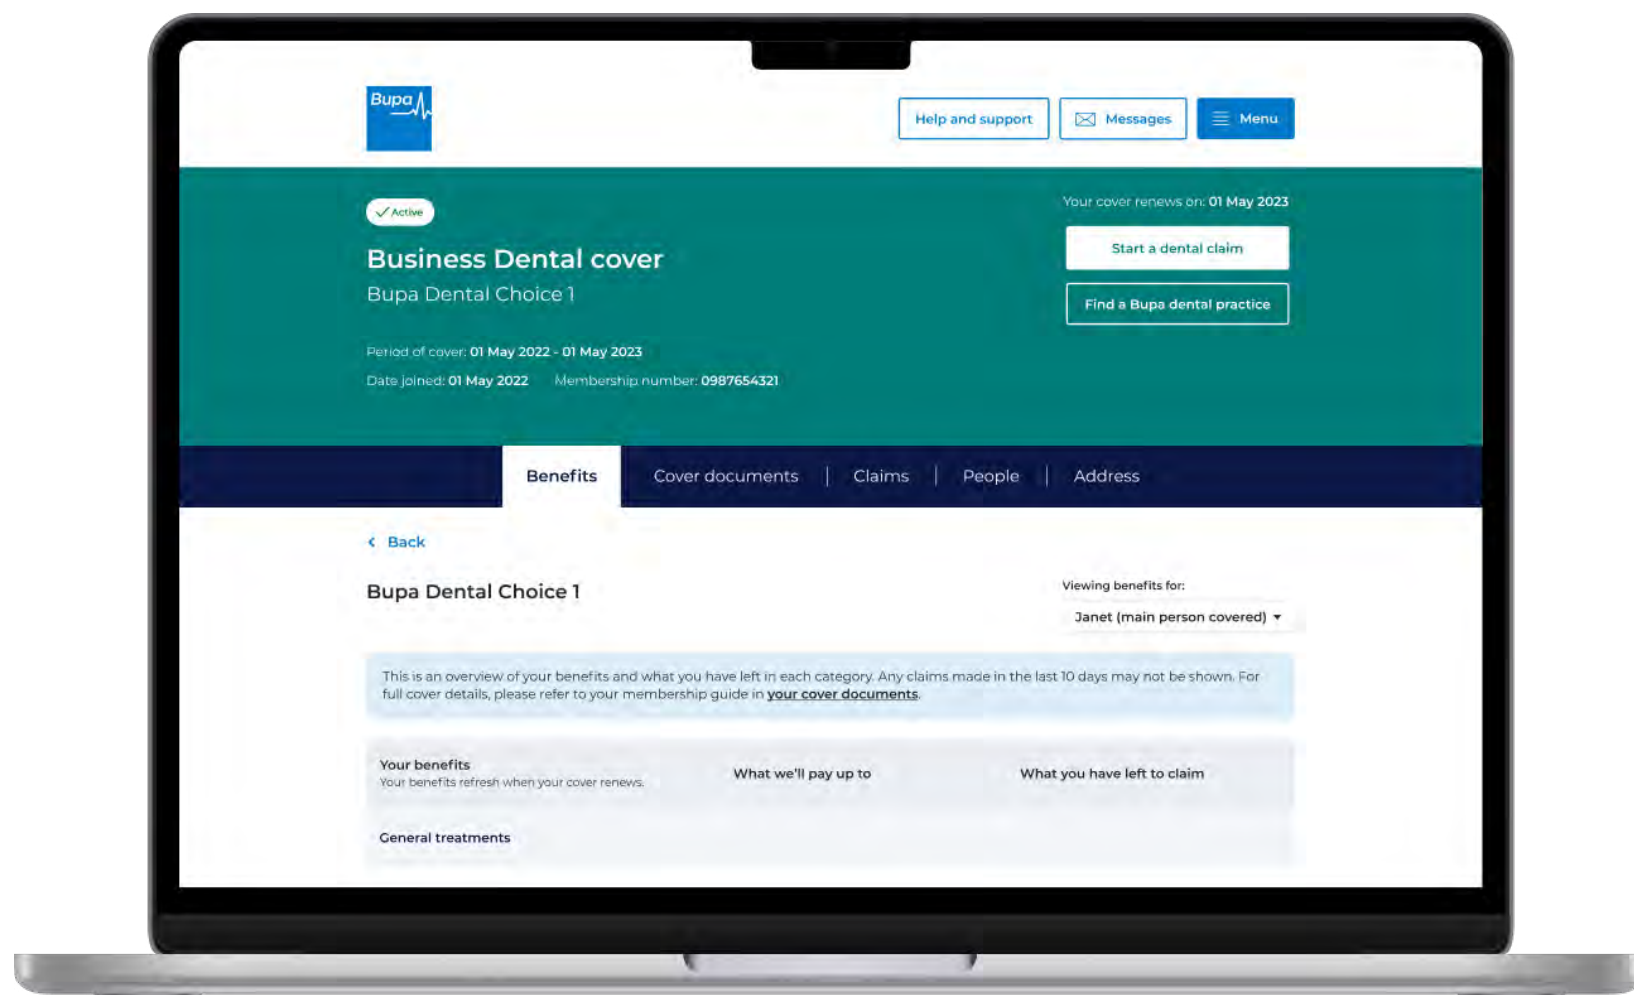 Bupa
Help and support
Messages
Menu
Active
Your cover renews on: 01 May 2023
Business Dental cover
Start a dental claim
Bupa Dental Choice 1
Find a Bupa dental practice
Period of cover: 01 May 2022 - 01 May 2023
Date joined: 01 May 2022 Membership number: 0987654321
Benefits
Cover documents
Claims
People
Address
Back
Bupa Dental Choice 1
Viewing benefits for:
Janet (main person covered)
This is an overview of your benefits and what you have left in each category. Any claims made in the last 10 days may not be shown. For
full cover details, please refer to your membership guide in your cover documents.
Your benefits
Your benefits refresh when your cover renews.
What we'll pay up to
What you have left to claim
General treatments